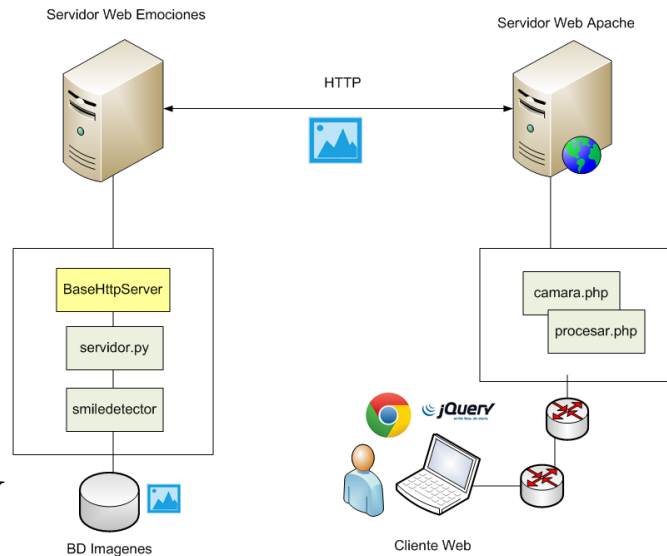 Servidor Web Emociones
Servidor Web Apache
HTTP
BaseHttpServer
servidor.py
smiledetector
camara.php
procesar.php
jQuery
BD Imagenes
Cliente Web